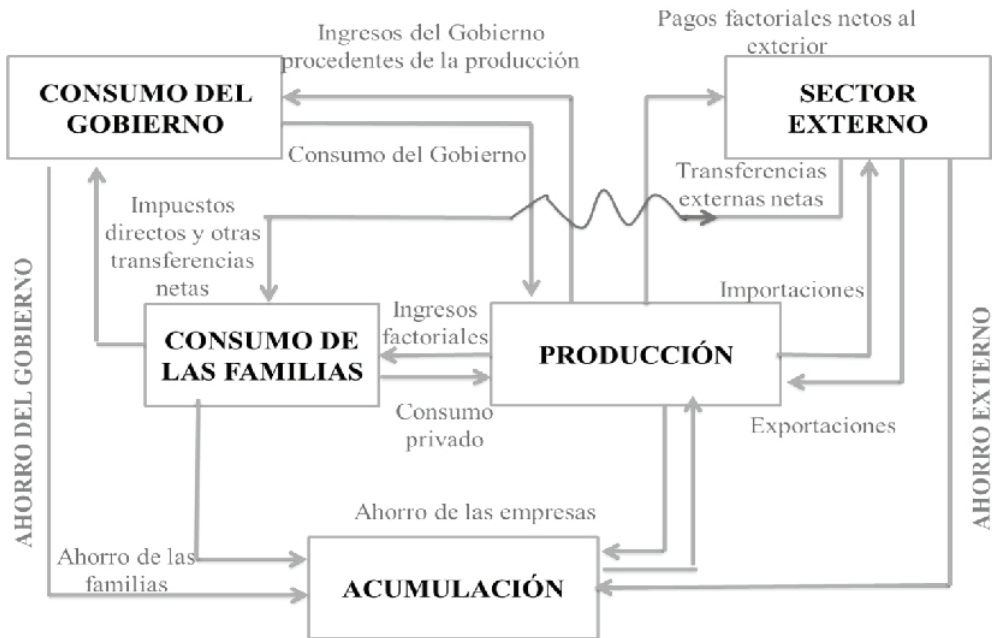 Ingresos del Gobierno
procedentes de la producción
Pagos factoriales netos al
exterior
CONSUMO DEL
GOBIERNO
SECTOR
EXTERNO
Consumo del Gobierno
Transferencias
externas netas
Impuestos
directos y otras
transferencias
netas
AHORRO DEL GOBIERNO
Ingresos
factoriales
Importaciones
CONSUMO DE
LAS FAMILIAS
PRODUCCIÓN
Consumo
privado
Exportaciones
AHORRO EXTERNO
Ahorro de las empresas
Ahorro de las
familias
ACUMULACIÓN